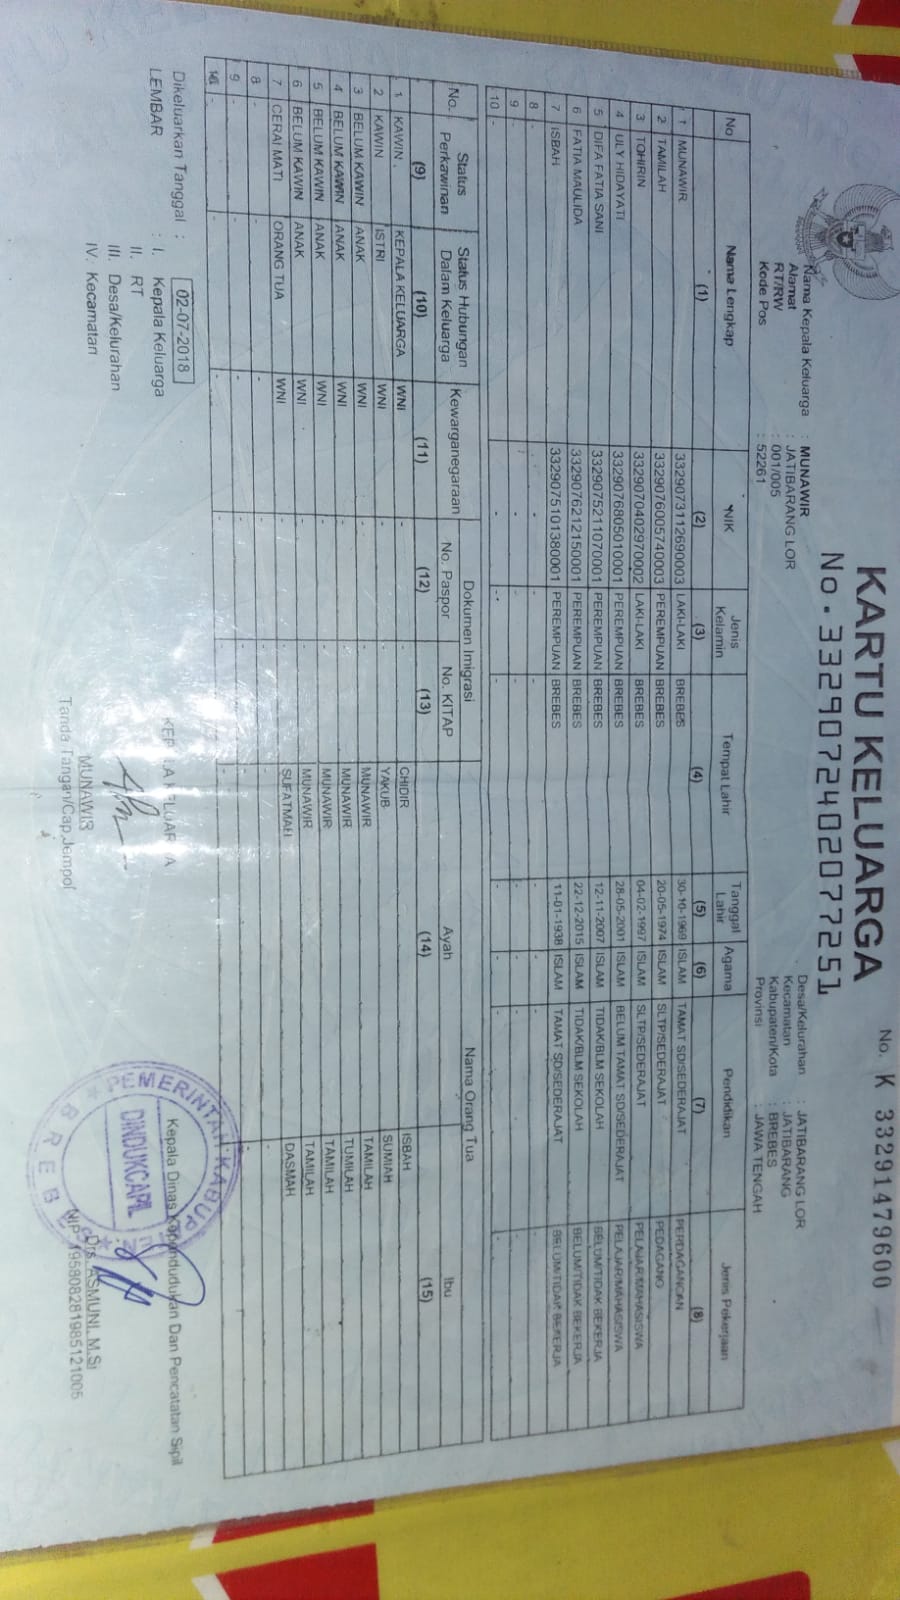 No. K 33291479600
KARTU KELUARGA
No. 3329072402077251
Nama Kepala Keluarga : MUNAWIR
Alamat : JATIBARANG LOR
RT/RW : 001/005
Kode Pos : 52261
Desa/Kelurahan : JATIBARANG LOR
Kecamatan : JATIBARANG
Kabupaten/Kota : BREBES
Provinsi : JAWA TENGAH
No Nama Lengkap NIK Jenis Kelamin Tempat Lahir Tanggal Lahir Agama Pendidikan Jenis Pekerjaan
(1) (2) (3) (4) (5) (6) (7) (8)
1 MUNAWIR 3329073112690003 LAKI-LAKI BREBES 30-10-1969 ISLAM TAMAT SD/SEDERAJAT PERDAGANGAN
2 TAMILAH 3329076005740003 PEREMPUAN BREBES 20-05-1974 ISLAM SLTP/SEDERAJAT PEDAGANG
3 TOHIRIN 3329070402970002 LAKI-LAKI BREBES 04-02-1997 ISLAM SLTP/SEDERAJAT PELAJAR/MAHASISWA
4 ULY HIDAYATI 3329076805010001 PEREMPUAN BREBES 28-05-2001 ISLAM BELUM TAMAT SD/SEDERAJAT PELAJAR/MAHASISWA
5 DIFA FATIA SANI 3329075211070001 PEREMPUAN BREBES 12-11-2007 ISLAM TIDAK/BLM SEKOLAH BELUM/TIDAK BEKERJA
6 FATIA MAULIDA 3329076212150001 PEREMPUAN BREBES 22-12-2015 ISLAM TIDAK/BLM SEKOLAH BELUM/TIDAK BEKERJA
7 ISBAH 3329075101380001 PEREMPUAN BREBES 11-01-1938 ISLAM TAMAT SD/SEDERAJAT BELUM/TIDAK BEKERJA
8 - - - - - - - -
9 - - - - - - - -
10 - - - - - - - -
No. Status Perkawinan Status Hubungan Dalam Keluarga Kewarganegaraan Dokumen Imigrasi Nama Orang Tua
No. Paspor No. KITAP Ayah Ibu
(9) (10) (11) (12) (13) (14) (15)
1 KAWIN KEPALA KELUARGA WNI - - CHIDIR ISBAH
2 KAWIN ISTRI WNI - - YAKUB SUMIAH
3 BELUM KAWIN ANAK WNI - - MUNAWIR TAMILAH
4 BELUM KAWIN ANAK WNI - - MUNAWIR TUMILAH
5 BELUM KAWIN ANAK WNI - - MUNAWIR TAMILAH
6 BELUM KAWIN ANAK WNI - - MUNAWIR TAMILAH
7 CERAI MATI ORANG TUA WNI - - DASMAH
8 - - - - - - -
9 - - - - - - -
10 - - - - - - -
Dikeluarkan Tanggal : 02-07-2018
LEMBAR : I. Kepala Keluarga
II. RT
III. Desa/Kelurahan
IV. Kecamatan
KEPALA KELUARGA
MUNAWIR
Tanda Tangan/Cap Jempol
Kepala Dinas Kependudukan Dan Pencatatan Sipil
PEMERINTAH KABUPATEN
DINDUKCAPIL
BREBES
Drs. ASMUNI, M.Si
NIP. 195808281985121005